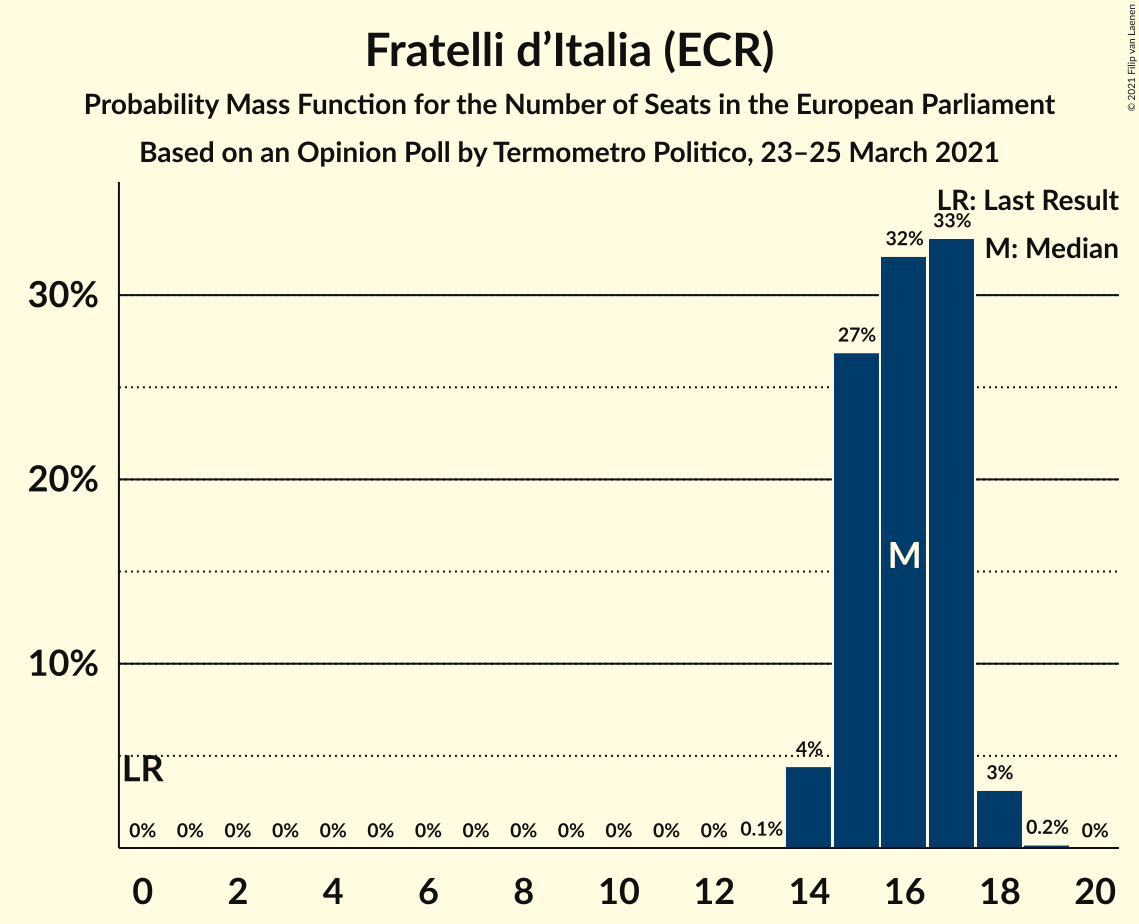 Fratelli d’Italia (ECR)
Probability Mass Function for the Number of Seats in the European Parliament
Based on an Opinion Poll by Termometro Politico, 23–25 March 2021
© 2021 Filip van Laenen
LR: Last Result
M: Median
33%
32%
30%
27%
20%
M
10%
4%
LR
3%
0% 0% 0% 0% 0% 0% 0% 0% 0% 0% 0% 0% 0% 0.1% 0.2% 0%
0 2 4 6 8 10 12 14 16 18 20